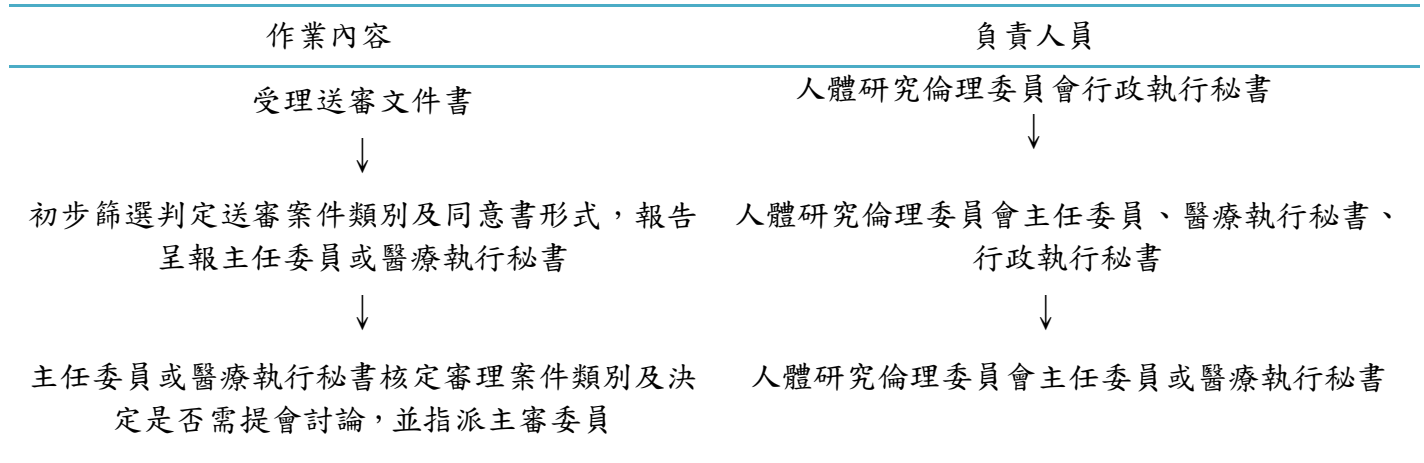 作業內容 負責人員
受理送審文件書 人體研究倫理委員會行政執行秘書
↓ ↓
初步篩選判定送審案件類別及同意書形式，報告 人體研究倫理委員會主任委員、醫療執行秘書、
呈報主任委員或醫療執行秘書 行政執行秘書
↓ ↓
主任委員或醫療執行秘書核定審理案件類別及決 人體研究倫理委員會主任委員或醫療執行秘書
定是否需提會討論，並指派主審委員